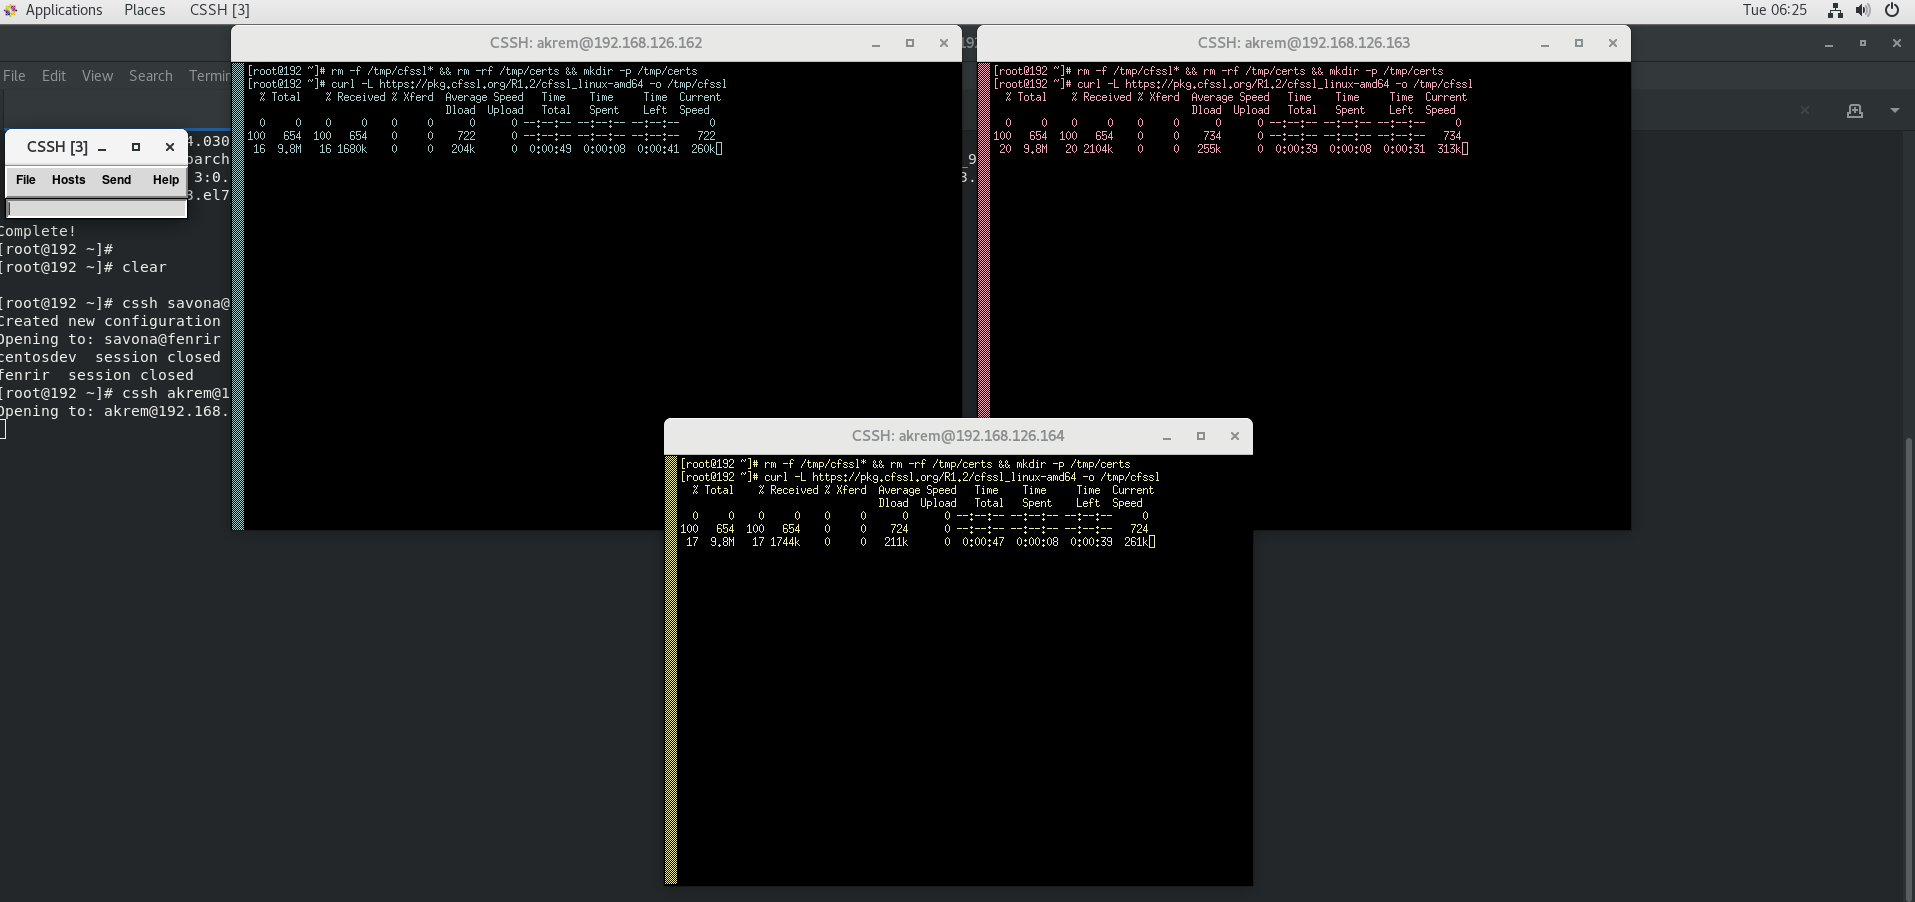 Applications Places CSSH [3] Tue 06:25
File Edit View Search Termin
CSSH [3]
File Hosts Send Help
4.030
oarch
3:0.
3.el7
Complete!
[root@192 ~]#
[root@192 ~]# clear
[root@192 ~]# cssh savona@
Created new configuration
Opening to: savona@fenrir
centosdev  session closed
fenrir  session closed
[root@192 ~]# cssh akrem@1
Opening to: akrem@192.168.
CSSH: akrem@192.168.126.162
[root@192 ~]# rm -f /tmp/cfssl* && rm -rf /tmp/certs && mkdir -p /tmp/certs
[root@192 ~]# curl -L https://pkg.cfssl.org/R1.2/cfssl_linux-amd64 -o /tmp/cfssl
% Total % Received % Xferd Average Speed Time Time Time Current
Dload Upload Total Spent Left Speed
0 0 0 0 0 0 0 0 --:--:-- --:--:-- --:--:-- 0
100 654 100 654 0 0 722 0 --:--:-- --:--:-- --:--:-- 722
16 9.8M 16 1680k 0 0 204k 0 0:00:49 0:00:08 0:00:41 260k
192
CSSH: akrem@192.168.126.163
[root@192 ~]# rm -f /tmp/cfssl* && rm -rf /tmp/certs && mkdir -p /tmp/certs
[root@192 ~]# curl -L https://pkg.cfssl.org/R1.2/cfssl_linux-amd64 -o /tmp/cfssl
% Total % Received % Xferd Average Speed Time Time Time Current
Dload Upload Total Spent Left Speed
0 0 0 0 0 0 0 0 --:--:-- --:--:-- --:--:-- 0
100 654 100 654 0 0 734 0 --:--:-- --:--:-- --:--:-- 734
20 9.8M 20 2104k 0 0 255k 0 0:00:39 0:00:08 0:00:31 313k
_9
3.
CSSH: akrem@192.168.126.164
[root@192 ~]# rm -f /tmp/cfssl* && rm -rf /tmp/certs && mkdir -p /tmp/certs
[root@192 ~]# curl -L https://pkg.cfssl.org/R1.2/cfssl_linux-amd64 -o /tmp/cfssl
% Total % Received % Xferd Average Speed Time Time Time Current
Dload Upload Total Spent Left Speed
0 0 0 0 0 0 0 0 --:--:-- --:--:-- --:--:-- 0
100 654 100 654 0 0 724 0 --:--:-- --:--:-- --:--:-- 724
17 9.8M 17 1744k 0 0 211k 0 0:00:47 0:00:08 0:00:39 261k